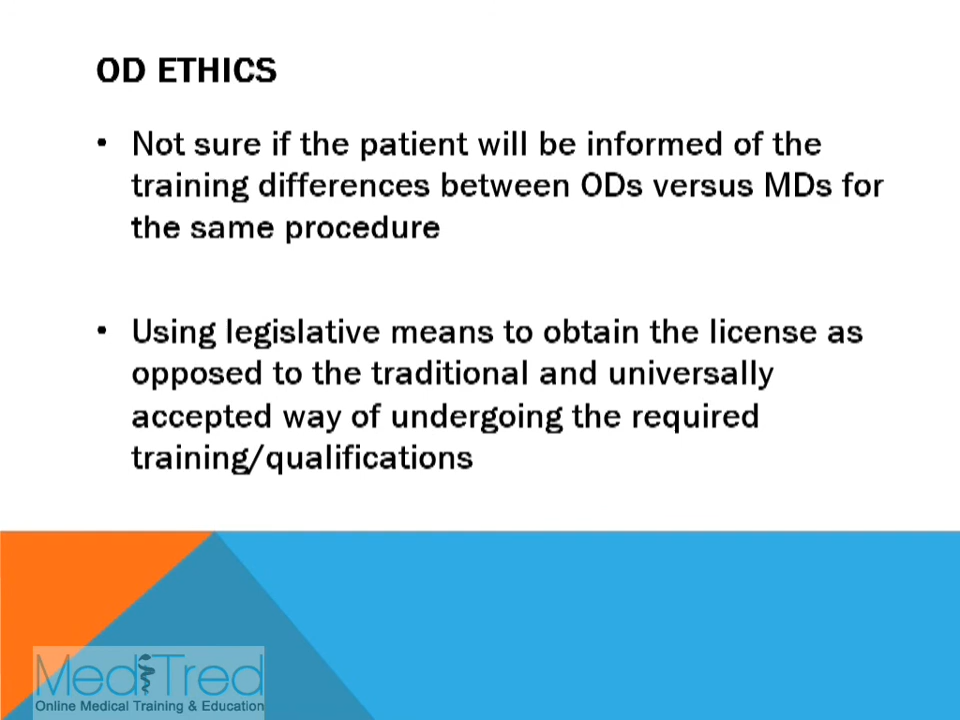 OD ETHICS
• Not sure if the patient will be informed of the
training differences between ODs versus MDs for
the same procedure
• Using legislative means to obtain the license as
opposed to the traditional and universally
accepted way of undergoing the required
training/qualifications
MediTred
Online Medical Training & Education